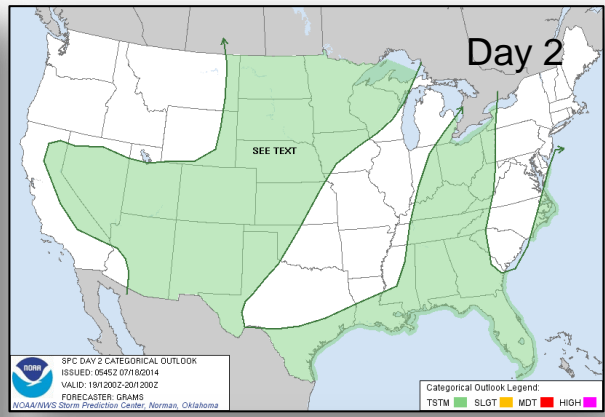 Day 2
SEE TEXT
NOAA
SPC DAY 2 CATEGORICAL OUTLOOK
ISSUED: 0545Z 07/18/2014
VALID: 19/1200Z-20/1200Z
FORECASTER: GRAMS
NOAA/NWS Storm Prediction Center, Norman, Oklahoma
Categorical Outlook Legend:
TSTM SLGT MDT HIGH